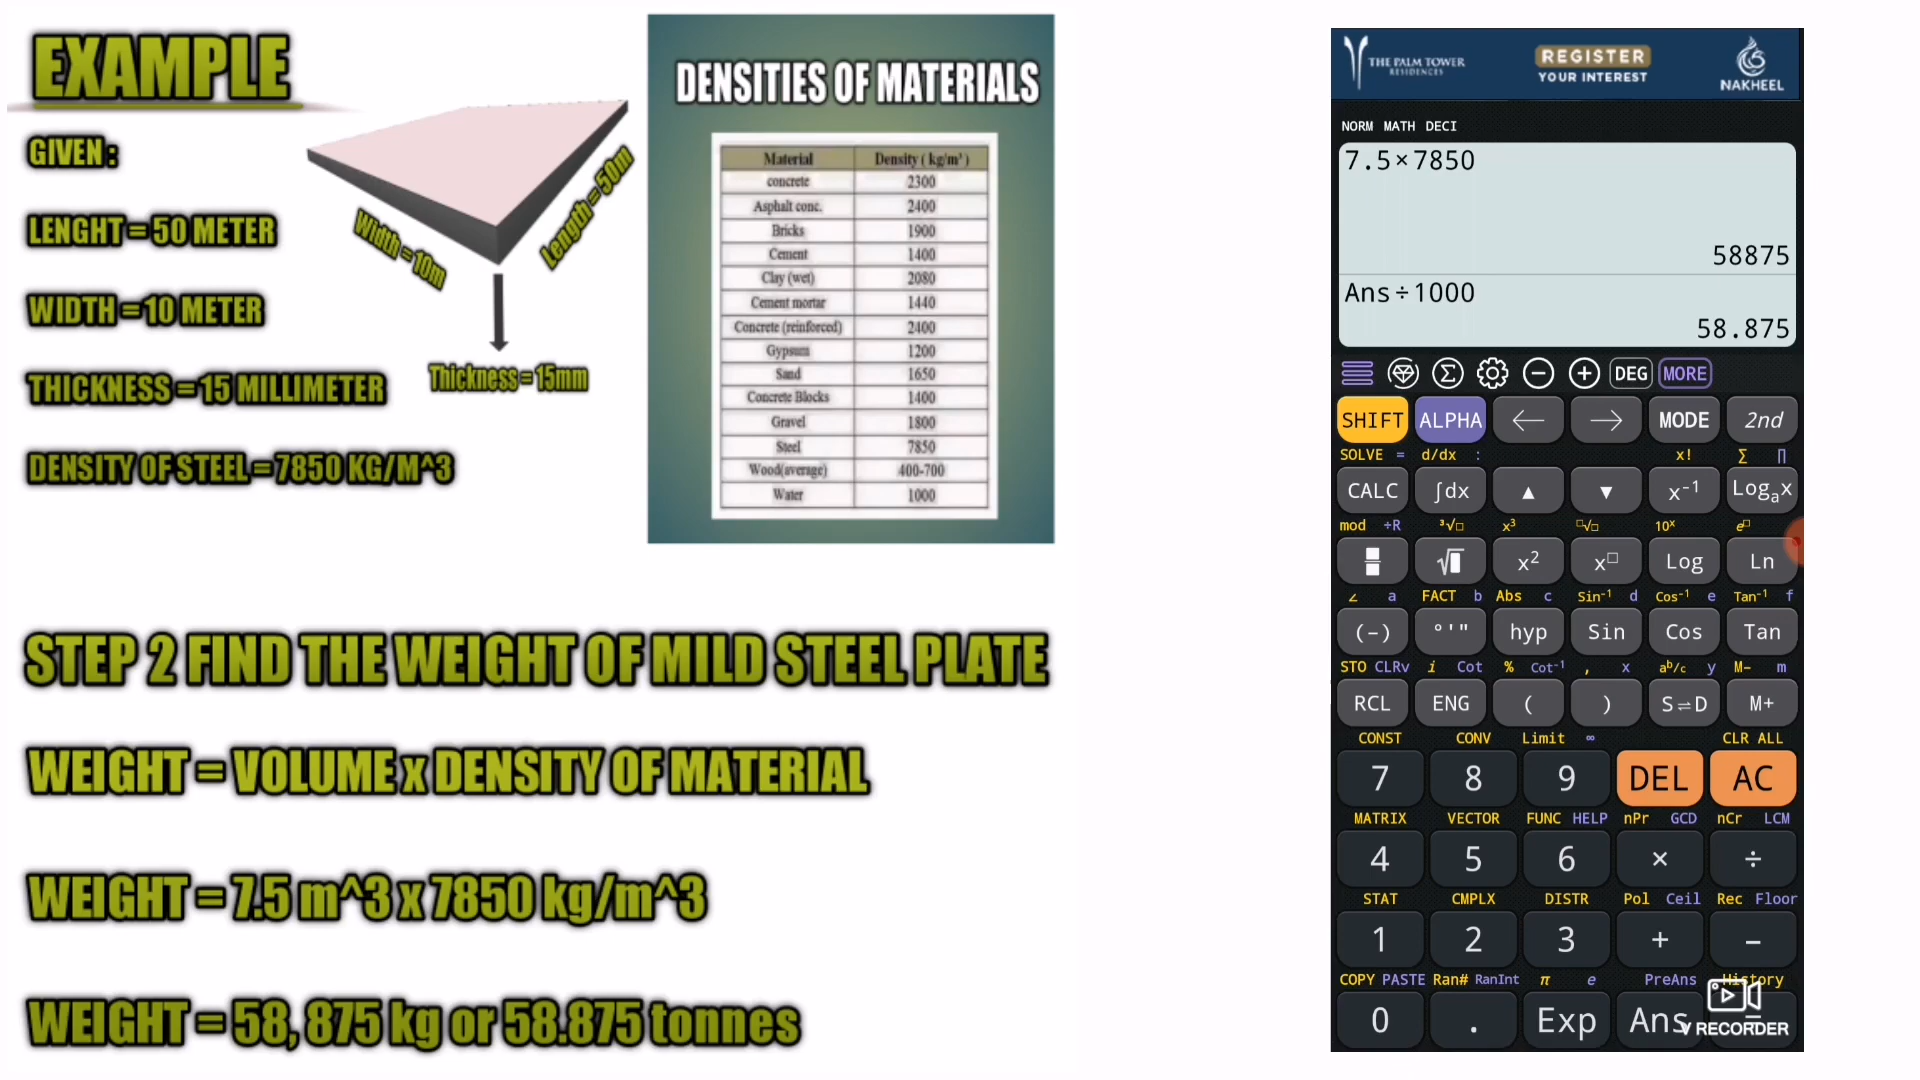 EXAMPLE
GIVEN :
LENGHT = 50 METER
WIDTH = 10 METER
THICKNESS = 15 MILLIMETER
DENSITY OF STEEL = 7850 KG/M^3
Width = 10m
Length = 50m
Thickness = 15mm
DENSITIES OF MATERIALS
Material Density ( kg/m³ )
concrete 2300
Asphalt conc. 2400
Bricks 1900
Cement 1400
Clay (wet) 2080
Cement mortar 1440
Concrete (reinforced) 2400
Gypsum 1200
Sand 1650
Concrete Blocks 1400
Gravel 1800
Steel 7850
Wood(average) 400-700
Water 1000
STEP 2 FIND THE WEIGHT OF MILD STEEL PLATE
WEIGHT = VOLUME x DENSITY OF MATERIAL
WEIGHT = 7.5 m^3 x 7850 kg/m^3
WEIGHT = 58, 875 kg or 58.875 tonnes
THE PALM TOWER
RESIDENCES
REGISTER
YOUR INTEREST
NAKHEEL
NORM MATH DECI
7.5×7850
58875
Ans÷1000
58.875
DEG MORE
SHIFT ALPHA ← → MODE 2nd
SOLVE = d/dx : x! Σ ∏
CALC ∫dx ▲ ▼ x⁻¹ Logₐx
mod ÷R ³√□ x³ □√□ 10ˣ e□
√ x² x□ Log Ln
∠ a FACT b Abs c Sin⁻¹ d Cos⁻¹ e Tan⁻¹ f
(−) °'" hyp Sin Cos Tan
STO CLRv i Cot % Cot⁻¹ , x aᵇ/c y M− m
RCL ENG ( ) S⇌D M+
CONST CONV Limit ∞ CLR ALL
7 8 9 DEL AC
MATRIX VECTOR FUNC HELP nPr GCD nCr LCM
4 5 6 × ÷
STAT CMPLX DISTR Pol Ceil Rec Floor
1 2 3 + −
COPY PASTE Ran# RanInt π e PreAns History
0 . Exp Ans
V RECORDER